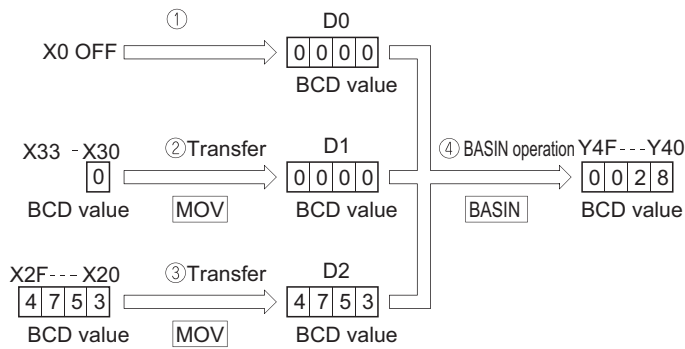 ① D0
X0 OFF 0 0 0 0
BCD value
X33 - X30 ②Transfer D1 ④ BASIN operation Y4F---Y40
0 0 0 0 0 0 0 2 8
BCD value MOV BCD value BASIN BCD value
X2F--- X20 ③Transfer D2
4 7 5 3 4 7 5 3
BCD value MOV BCD value